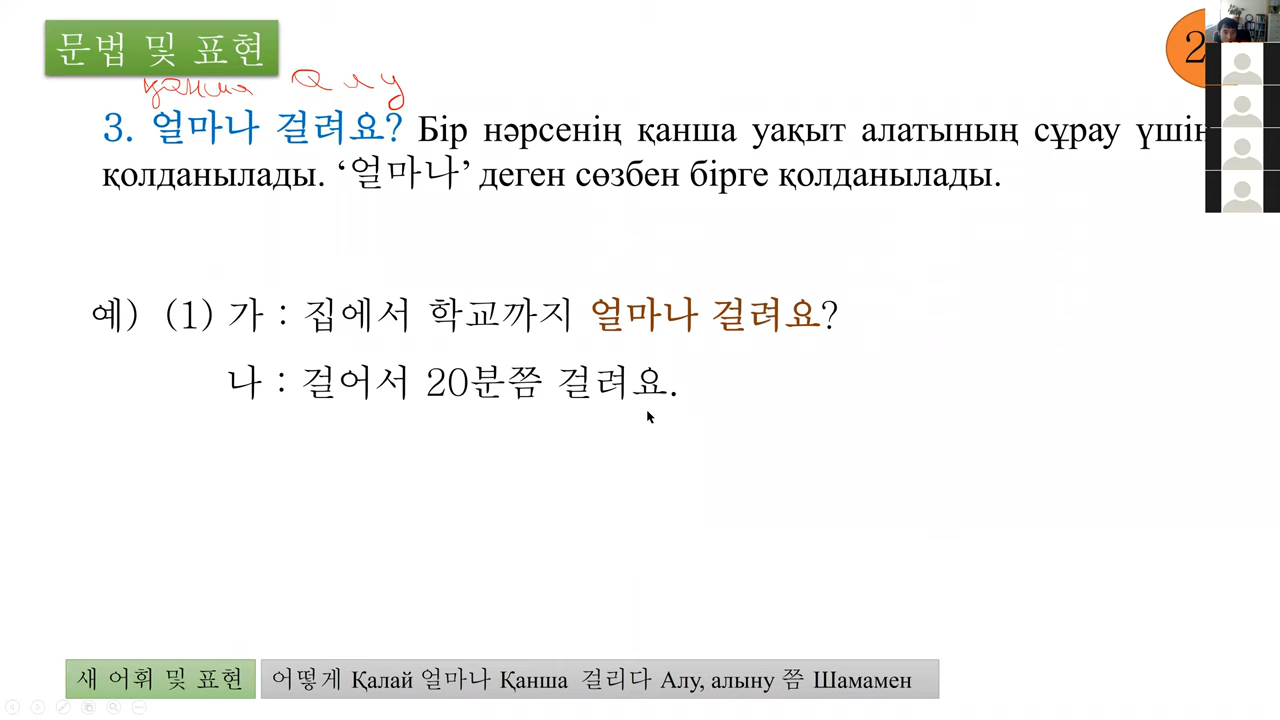 문법 및 표현
2
қанша алу
3. 얼마나 걸려요? Бір нәрсенің қанша уақыт алатының сұрау үшін
қолданылады. ‘얼마나’ деген сөзбен бірге қолданылады.
예) (1) 가 : 집에서 학교까지 얼마나 걸려요?
나 : 걸어서 20분쯤 걸려요.
새 어휘 및 표현
어떻게 Қалай 얼마나 Қанша 걸리다 Алу, алыну 쯤 Шамамен